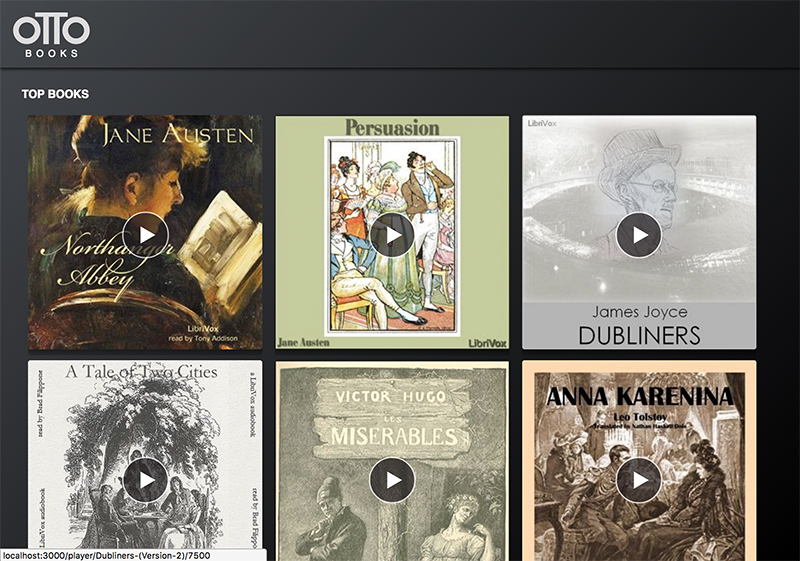 OTTO
BOOKS
TOP BOOKS
JANE AUSTEN
Northanger
Abbey
LibriVox
read by Tony Addison
Persuasion
Jane Austen
LibriVox
LibriVox
James Joyce
DUBLINERS
A Tale of Two Cities
read by Brad Filippone
a LibriVox audiobook
LibriVox audiobook
read by Brad Filippone
VICTOR HUGO
LES
MISERABLES
ANNA KARENINA
Leo Tolstoy
Translated by Nathan Haskell Dole
localhost:3000/player/Dubliners-(Version-2)/7500